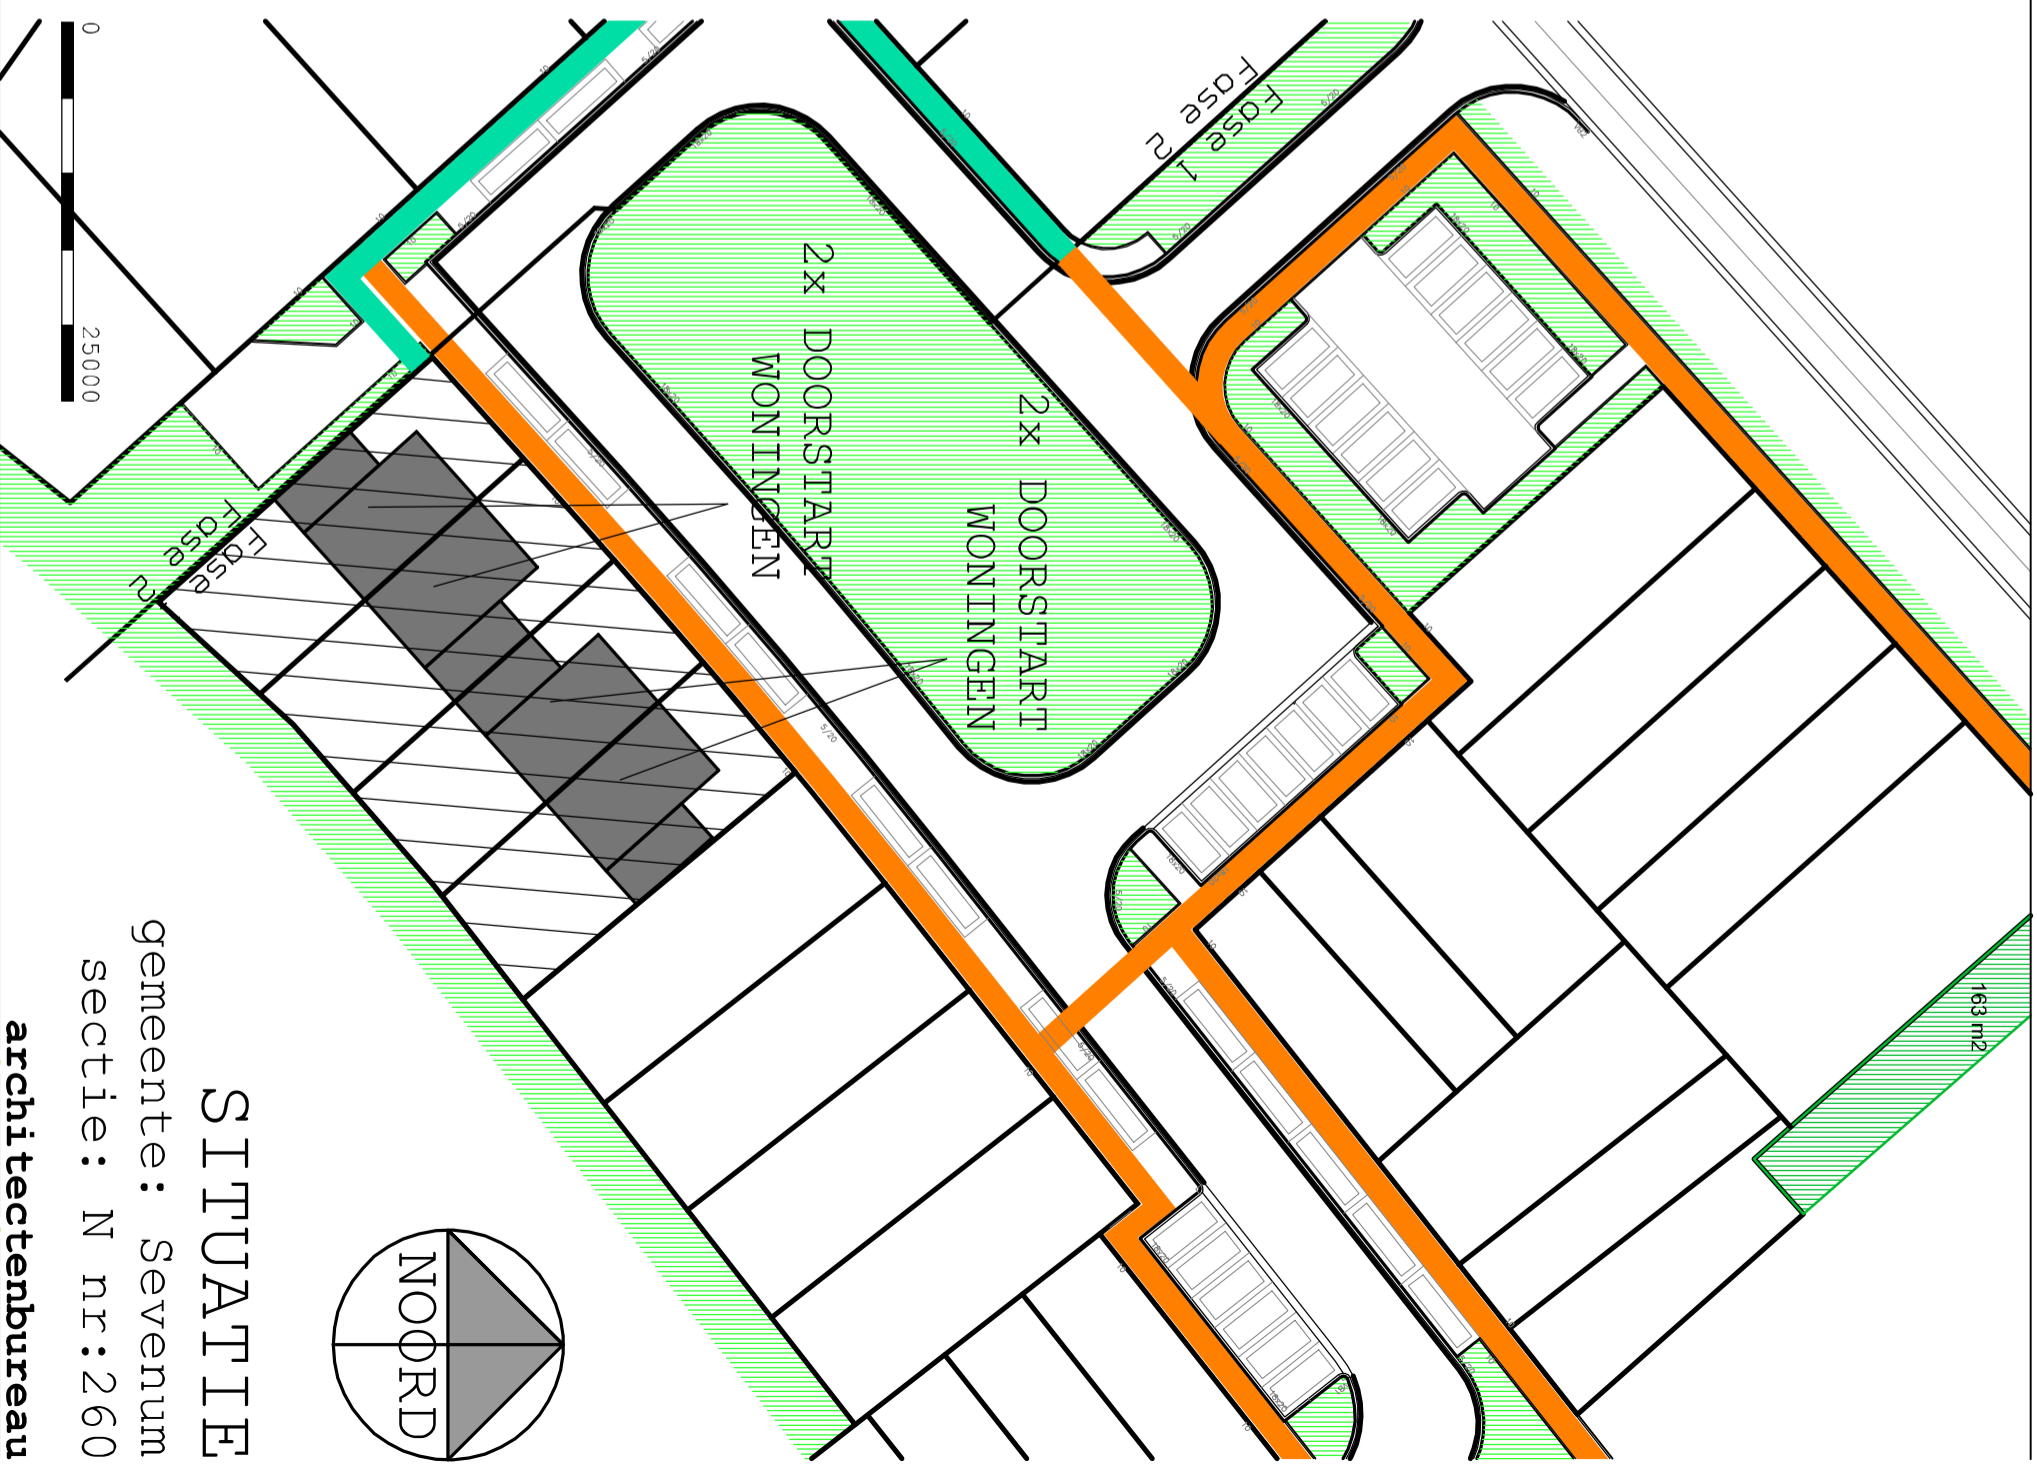 Fase 2
Fase 1
2x DOORSTART
WONINGEN
2x DOORSTART
WONINGEN
163 m2
Fase
Fase 2
0 25000
SITUATIE
gemeente: Sevenum
sectie: N nr:260
architectenbureau
NOORD